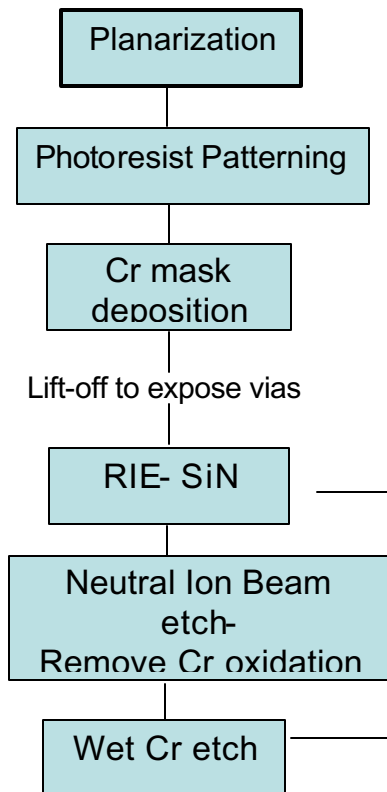 Planarization
Photoresist Patterning
Cr mask
deposition
Lift-off to expose vias
RIE- SiN
Neutral Ion Beam
etch-
Remove Cr oxidation
Wet Cr etch